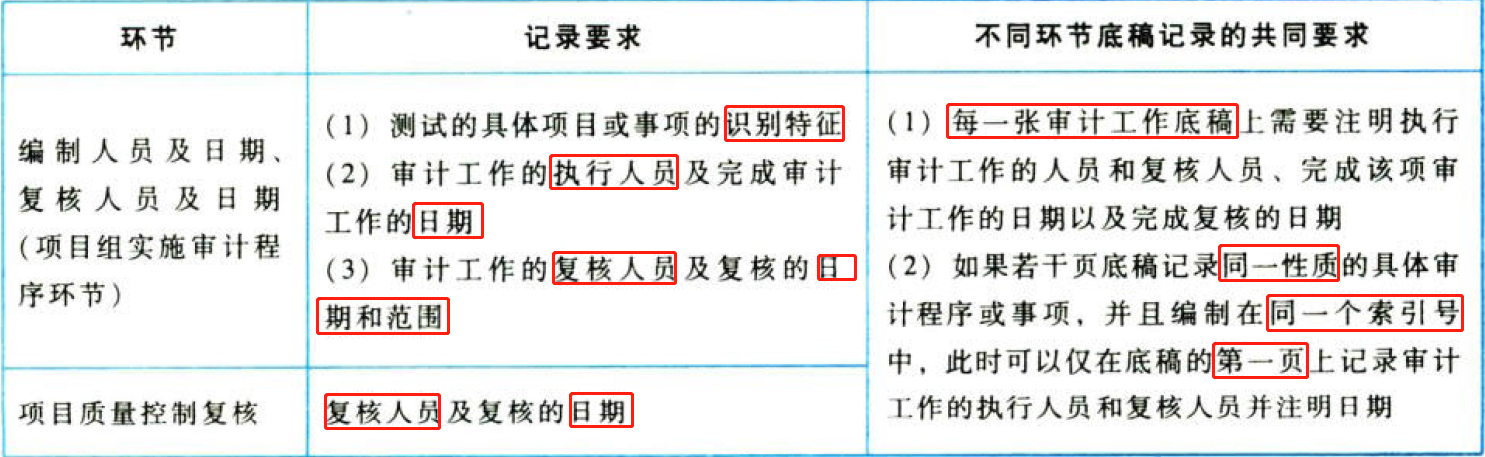 环节
记录要求
不同环节底稿记录的共同要求
编制人员及日期、
复核人员及日期
(项目组实施审计程
序环节)
(1) 测试的具体项目或事项的识别特征
(2) 审计工作的执行人员及完成审计
工作的日期
(3) 审计工作的复核人员及复核的日
期和范围
(1) 每一张审计工作底稿上需要注明执行
审计工作的人员和复核人员、完成该项审
计工作的日期以及完成复核的日期
(2) 如果若干页底稿记录同一性质的具体审
计程序或事项，并且编制在同一个索引号
中，此时可以仅在底稿的第一页上记录审计
工作的执行人员和复核人员并注明日期
项目质量控制复核
复核人员及复核的日期